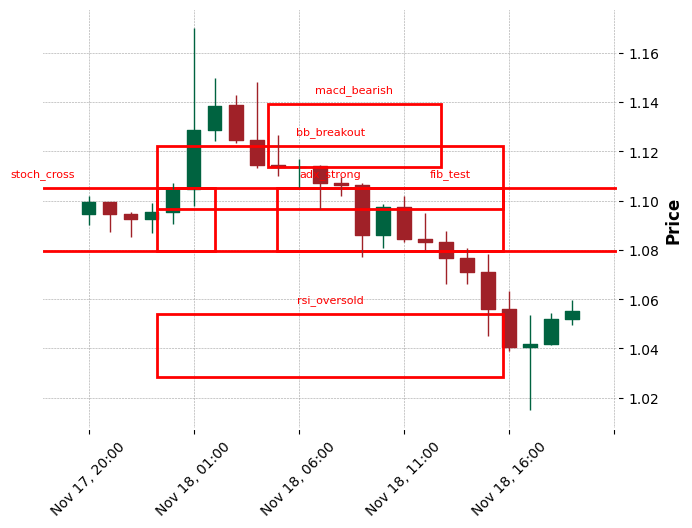 macd_bearish
bb_breakout
stoch_cross
fib_test
rsi_oversold
1.16
1.14
1.12
1.10
1.08
1.06
1.04
1.02
Price
Nov 17, 20:00
Nov 18, 01:00
Nov 18, 06:00
Nov 18, 11:00
Nov 18, 16:00